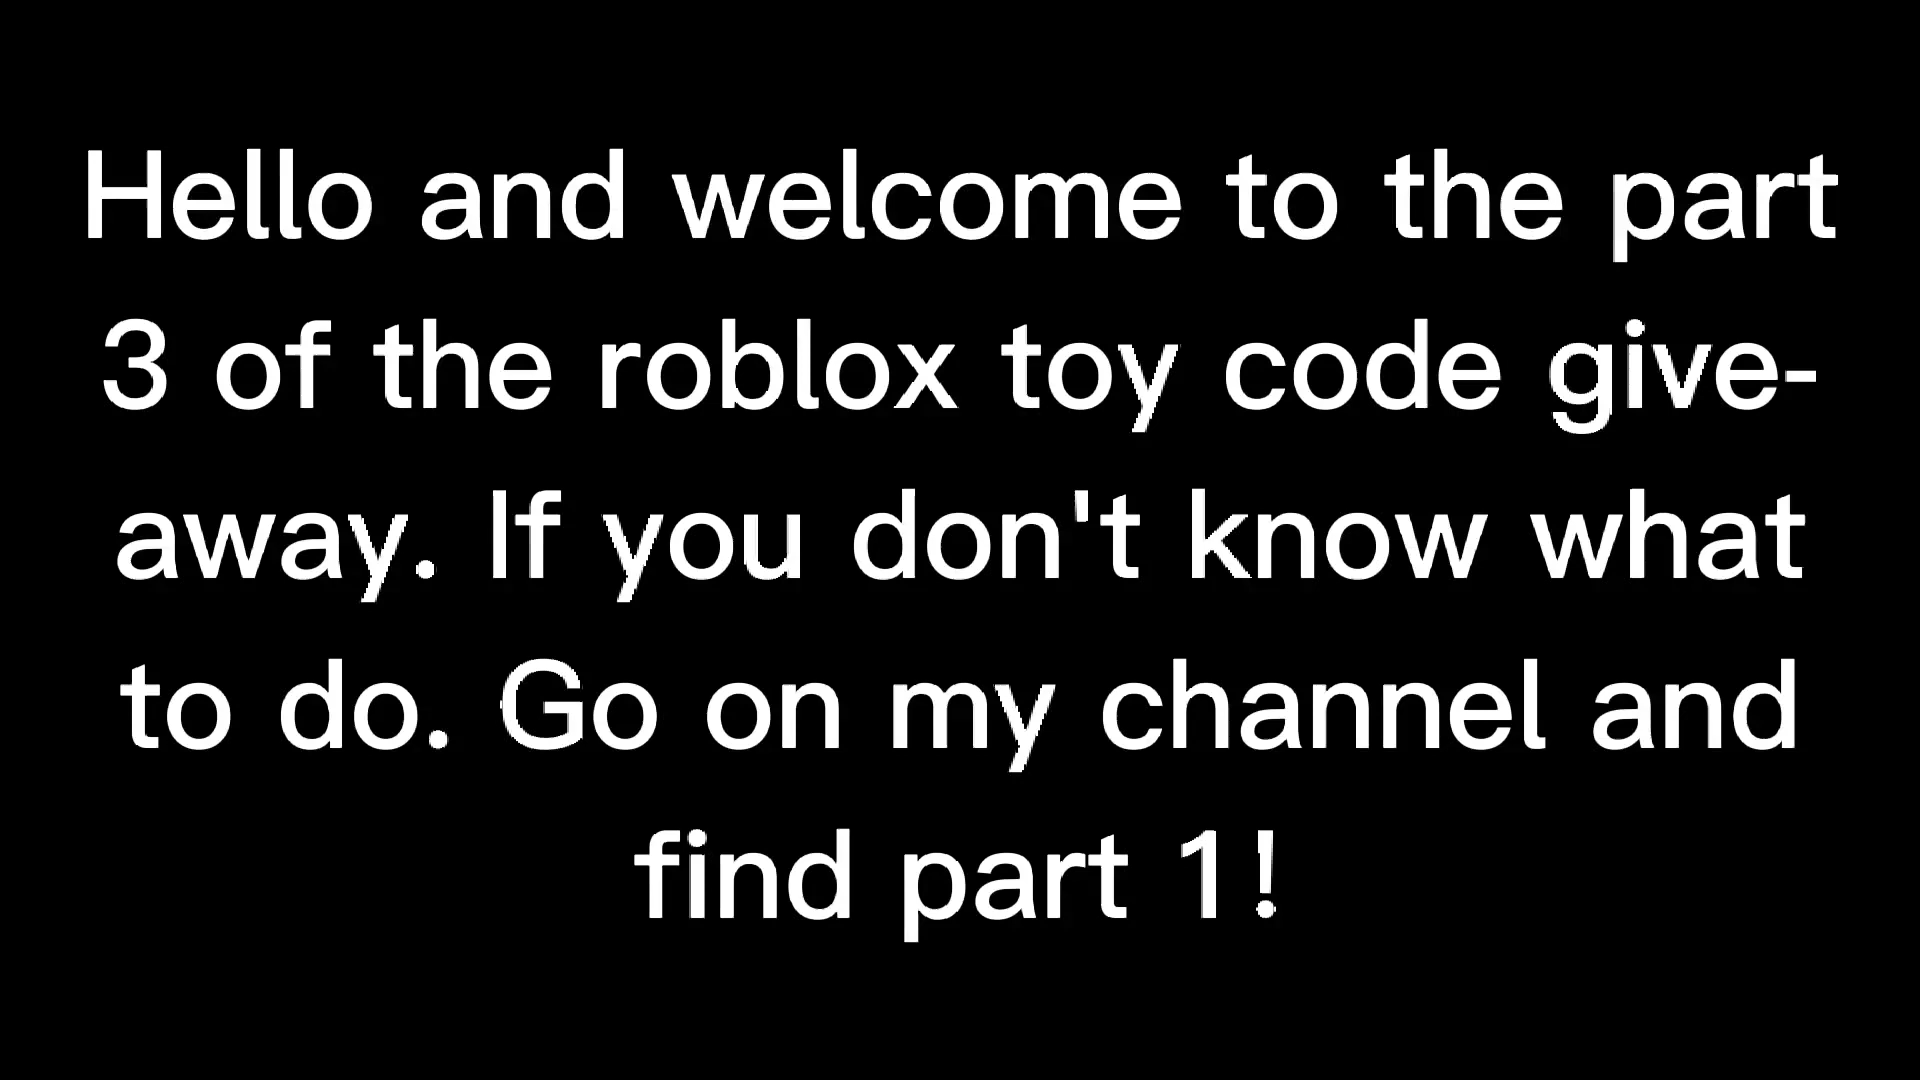 Hello and welcome to the part
3 of the roblox toy code give-
away. If you don't know what
to do. Go on my channel and
find part 1!